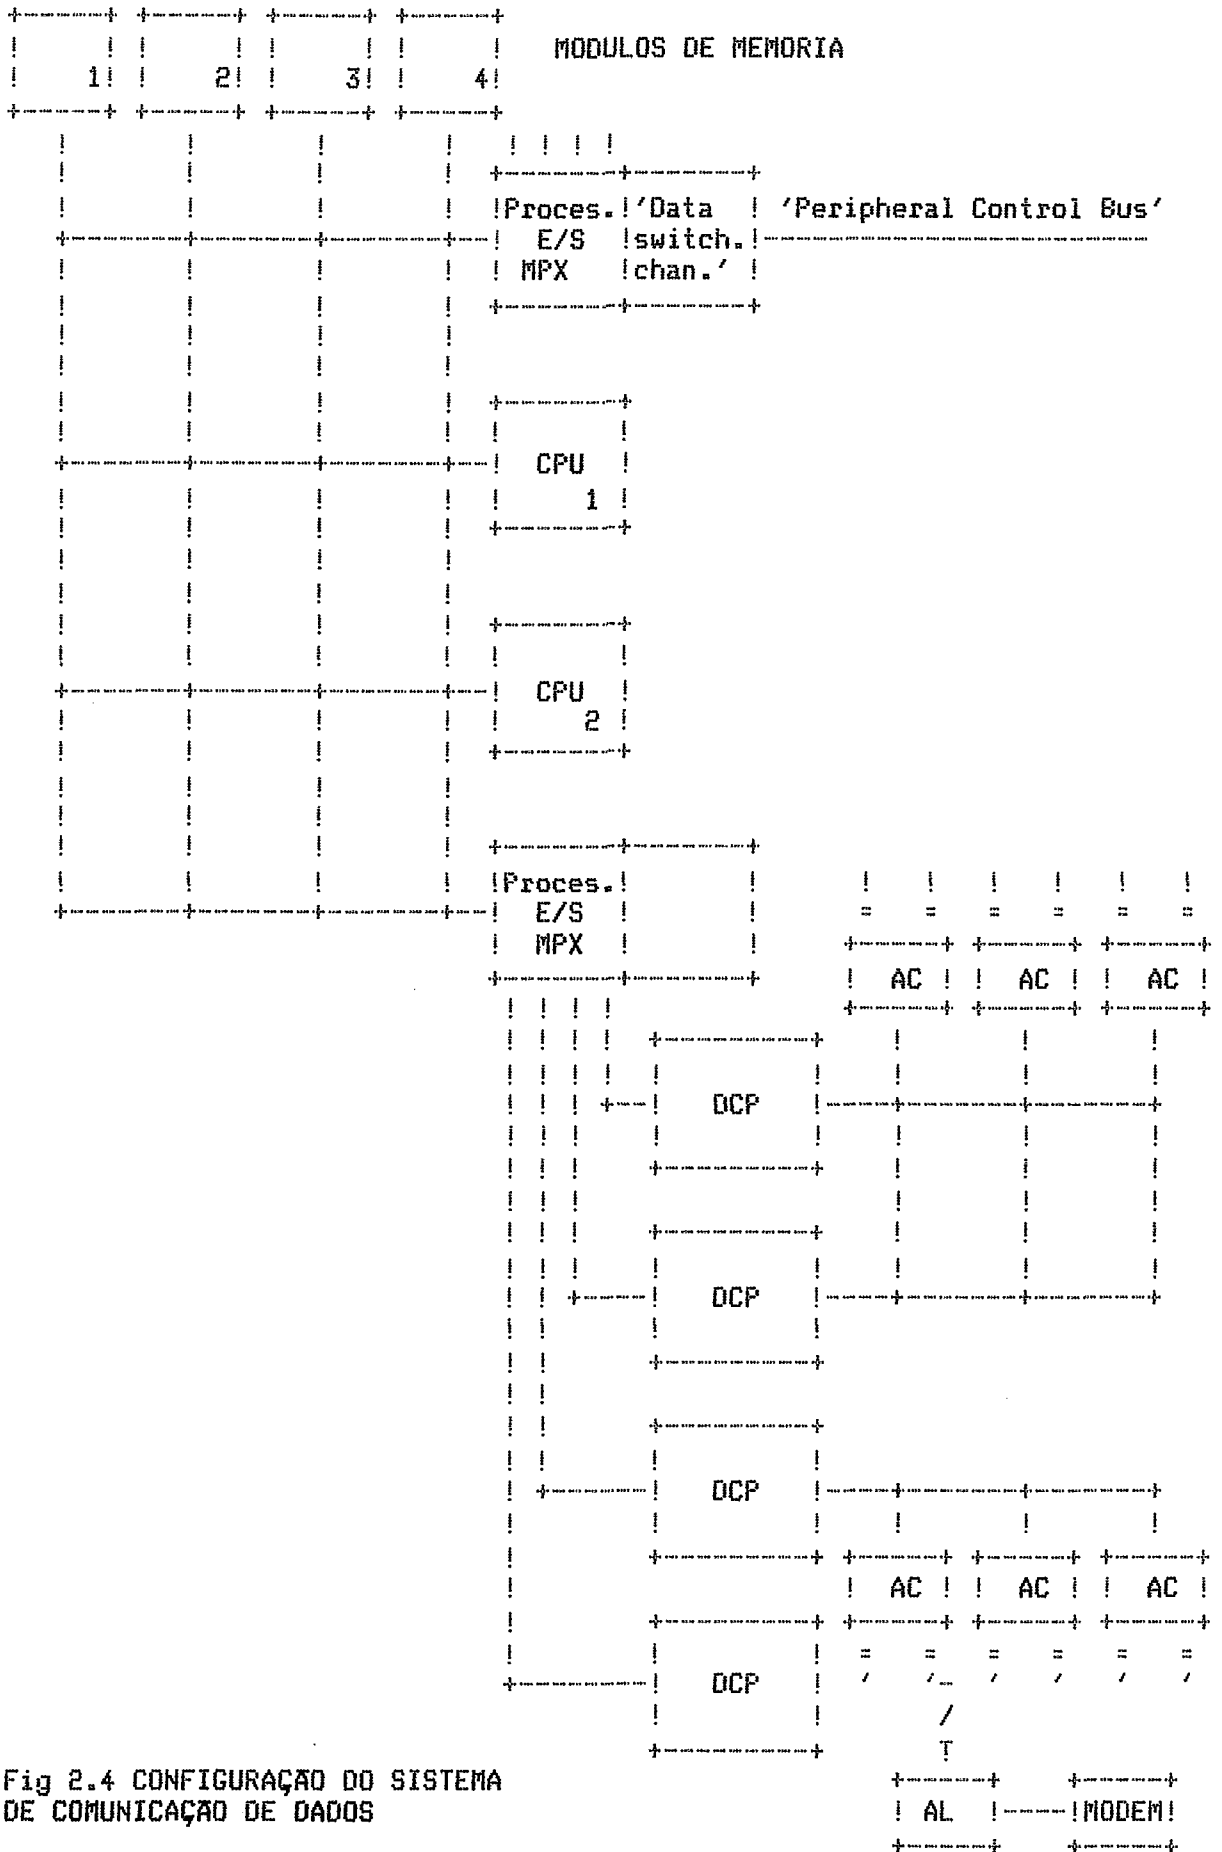 1 2 3 4
MODULOS DE MEMORIA
Proces. 'Data 'Peripheral Control Bus'
E/S switch.
MPX chan.'
CPU
1
CPU
2
Proces.
E/S
MPX
AC AC AC
DCP
DCP
DCP
AC AC AC
DCP
Fig 2.4 CONFIGURAÇÃO DO SISTEMA
DE COMUNICAÇÃO DE DADOS
AL MODEM